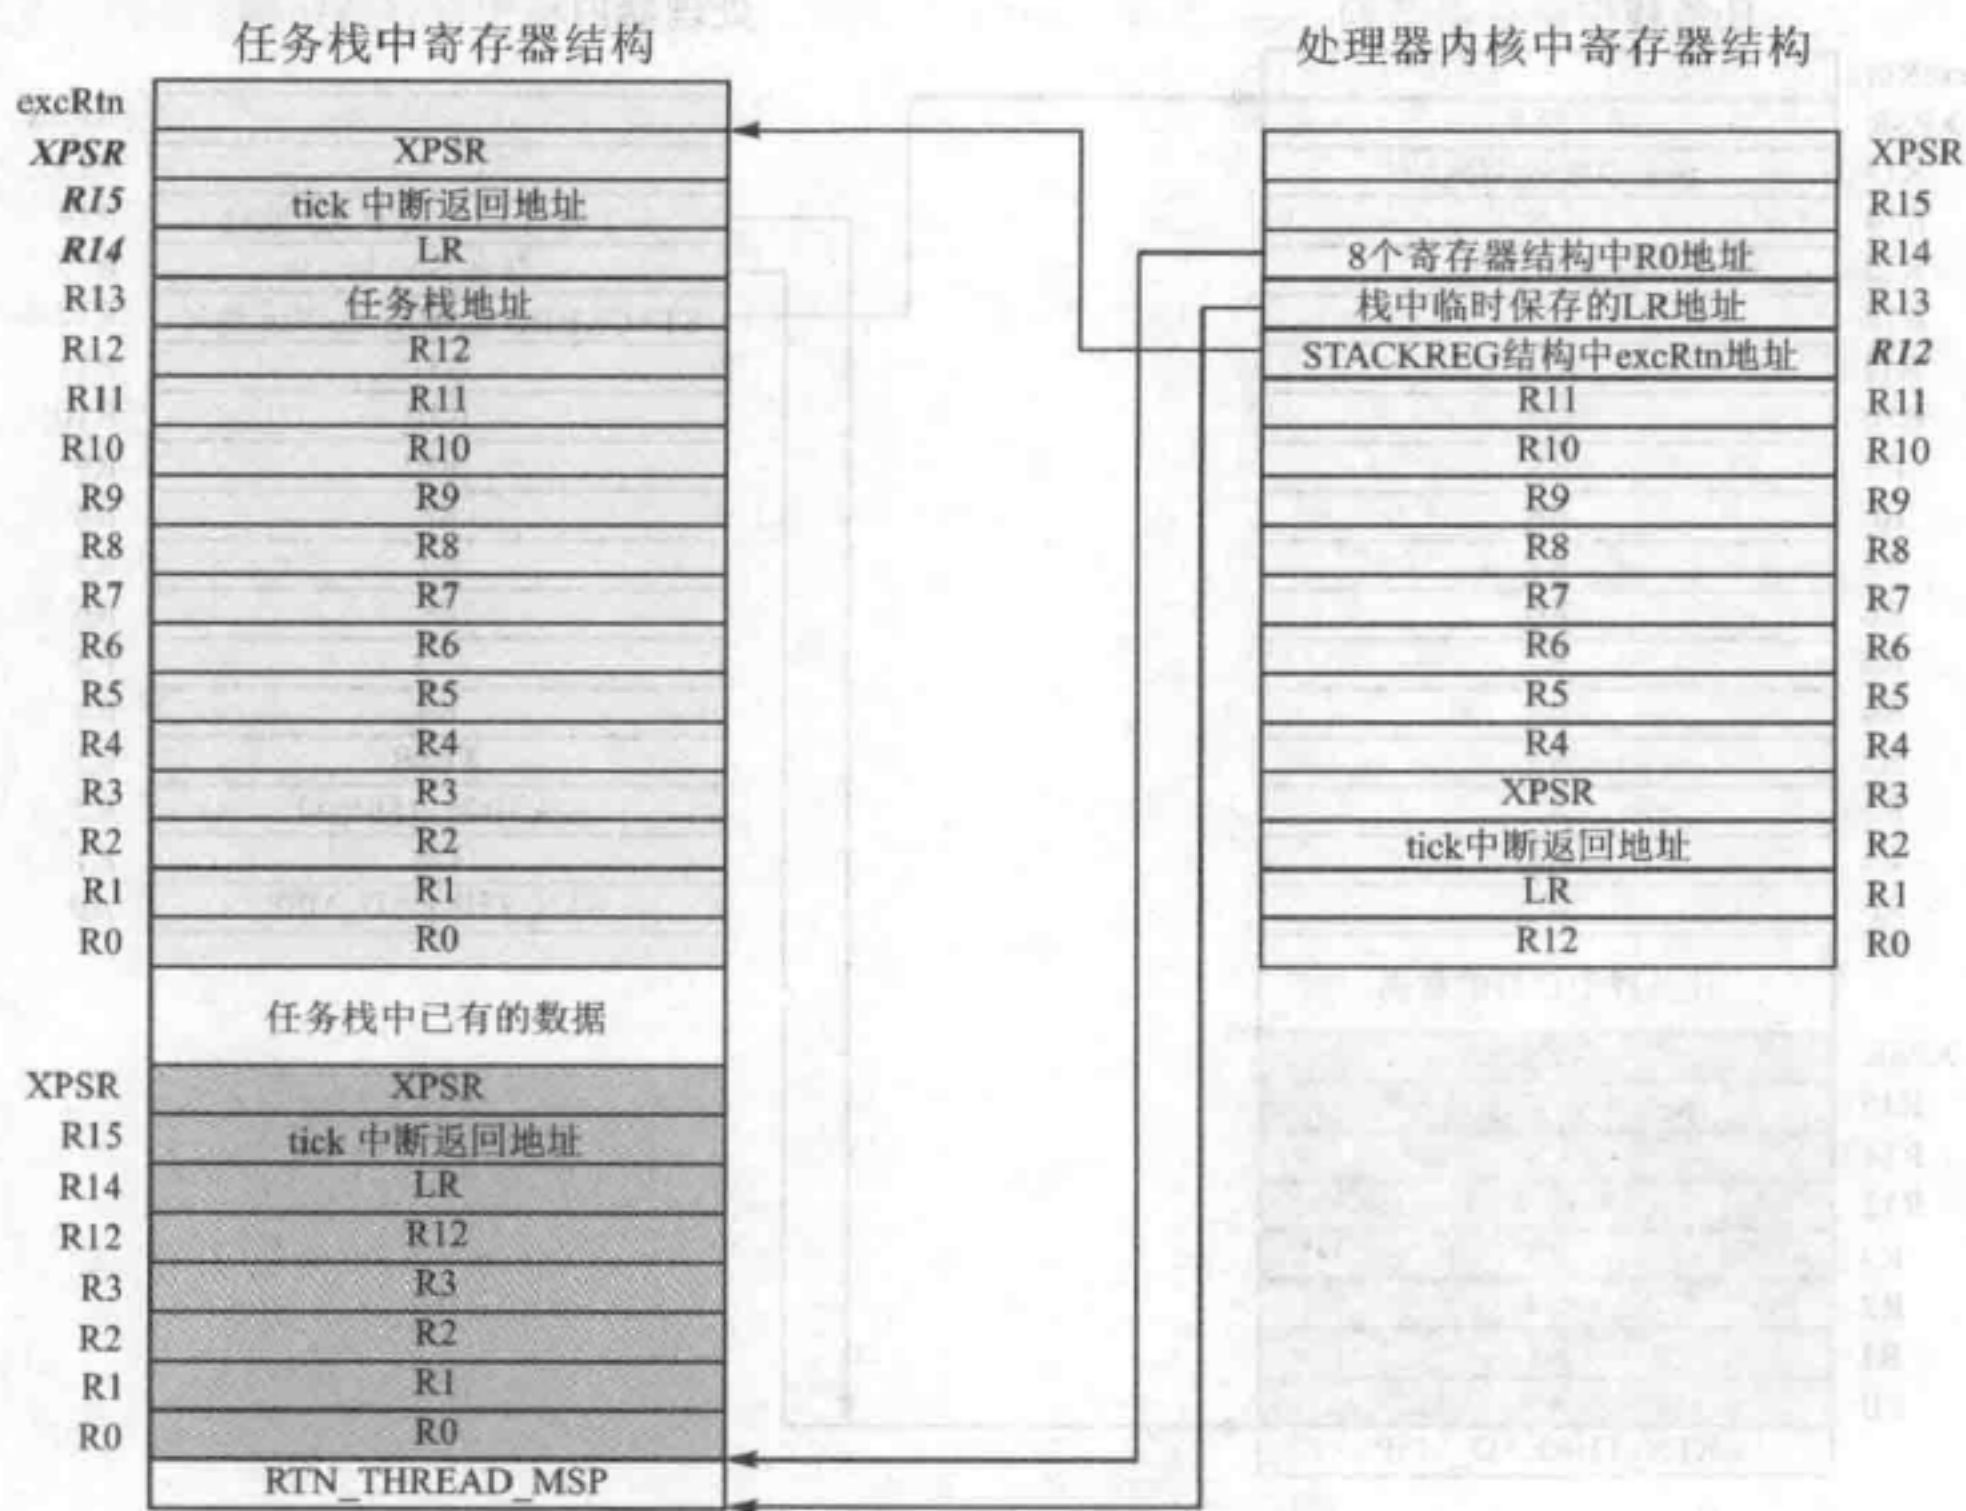 任务栈中寄存器结构 处理器内核中寄存器结构
excRtn
XPSR XPSR XPSR
R15 tick 中断返回地址 R15
R14 LR 8个寄存器结构中R0地址 R14
R13 任务栈地址 栈中临时保存的LR地址 R13
R12 R12 STACKREG结构中excRtn地址 R12
R11 R11 R11 R11
R10 R10 R10 R10
R9 R9 R9 R9
R8 R8 R8 R8
R7 R7 R7 R7
R6 R6 R6 R6
R5 R5 R5 R5
R4 R4 R4 R4
R3 R3 XPSR R3
R2 R2 tick中断返回地址 R2
R1 R1 LR R1
R0 R0 R12 R0
任务栈中已有的数据
XPSR XPSR
R15 tick 中断返回地址
R14 LR
R12 R12
R3 R3
R2 R2
R1 R1
R0 R0
RTN_THREAD_MSP